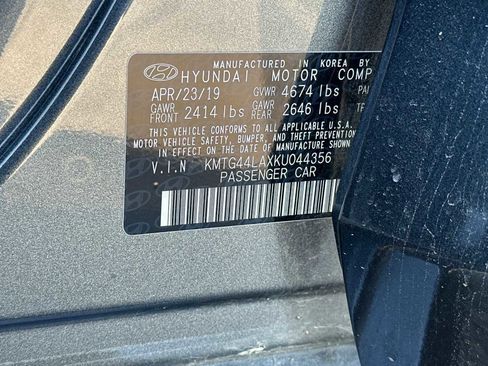 MANUFACTURED IN KOREA BY
HYUNDAI MOTOR COMP
APR/23/19 GVWR 4674 lbs PA
GAWR FRONT 2414 lbs GAWR REAR 2646 lbs
THIS VEHICLE CONFORMS TO ALL APPLICABLE U.S.A.
MOTOR VEHICLE SAFETY, BUMPER, AND THEFT PREVENT
IN EFFECT ON THE DATE OF MANUFACTURE
V.I.N KMTG44LAXKU044356
PASSENGER CAR